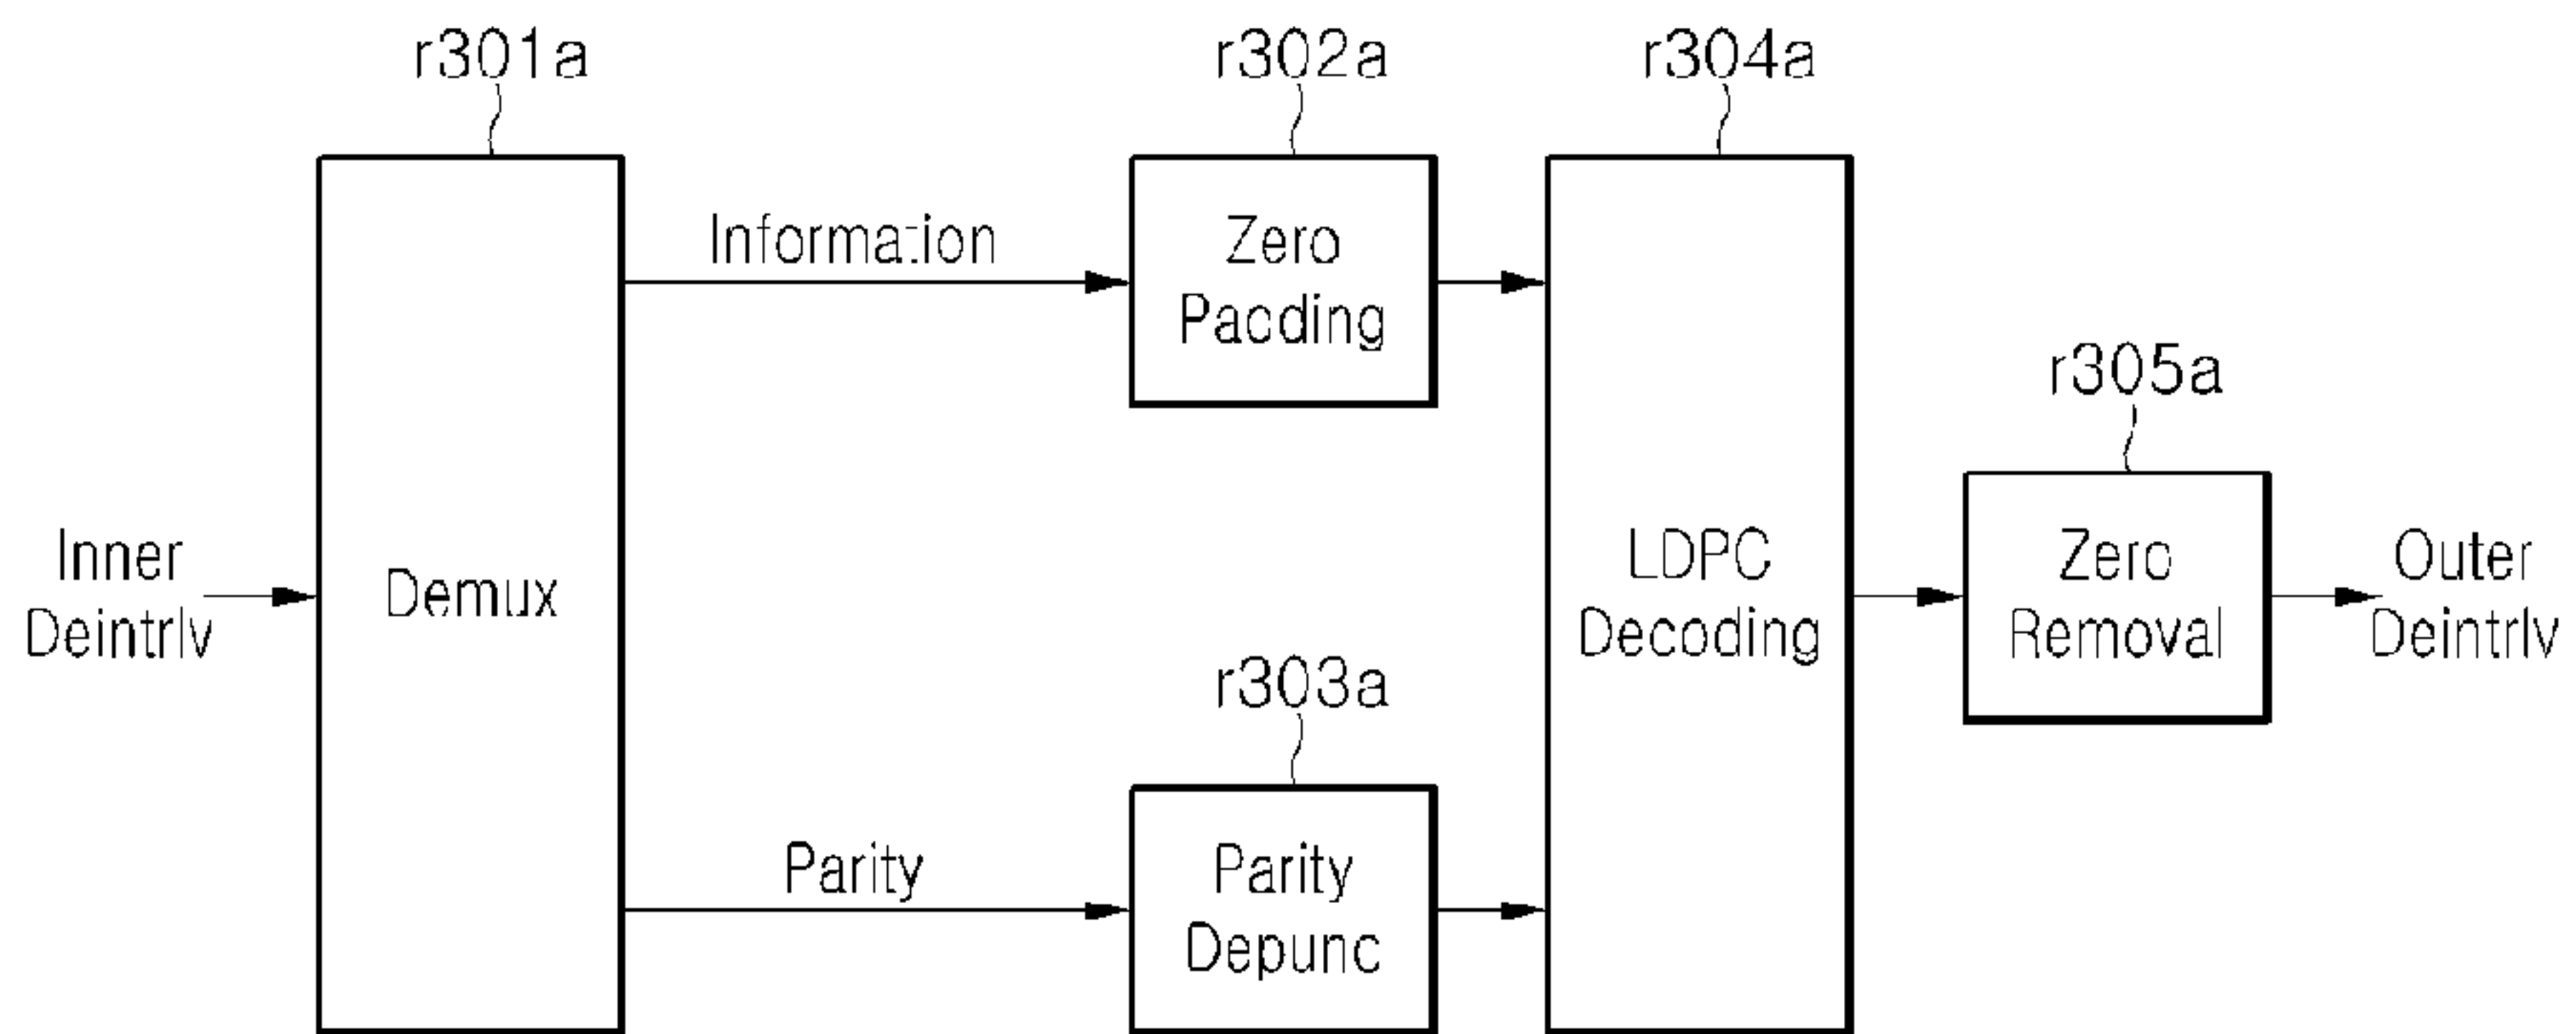 r301a
r302a
r304a
Information
Zero
Padding
r305a
Inner
Deintrlv
Demux
LDPC
Decoding
Zero
Removal
Outer
Deintrlv
r303a
Parity
Parity
Depunc